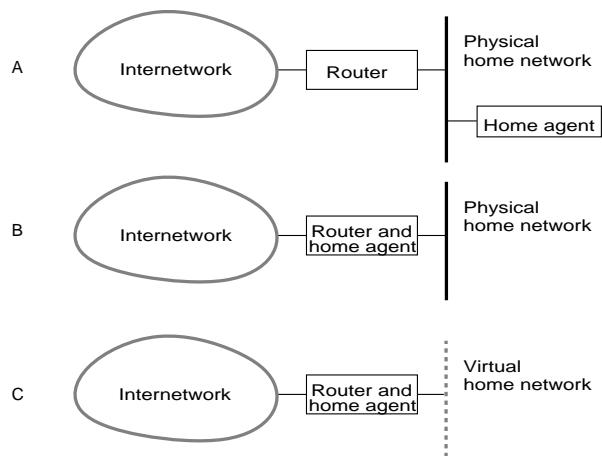 A
Internetwork
Router
Physical
home network
Home agent
B
Internetwork
Router and
home agent
Physical
home network
C
Internetwork
Router and
home agent
Virtual
home network